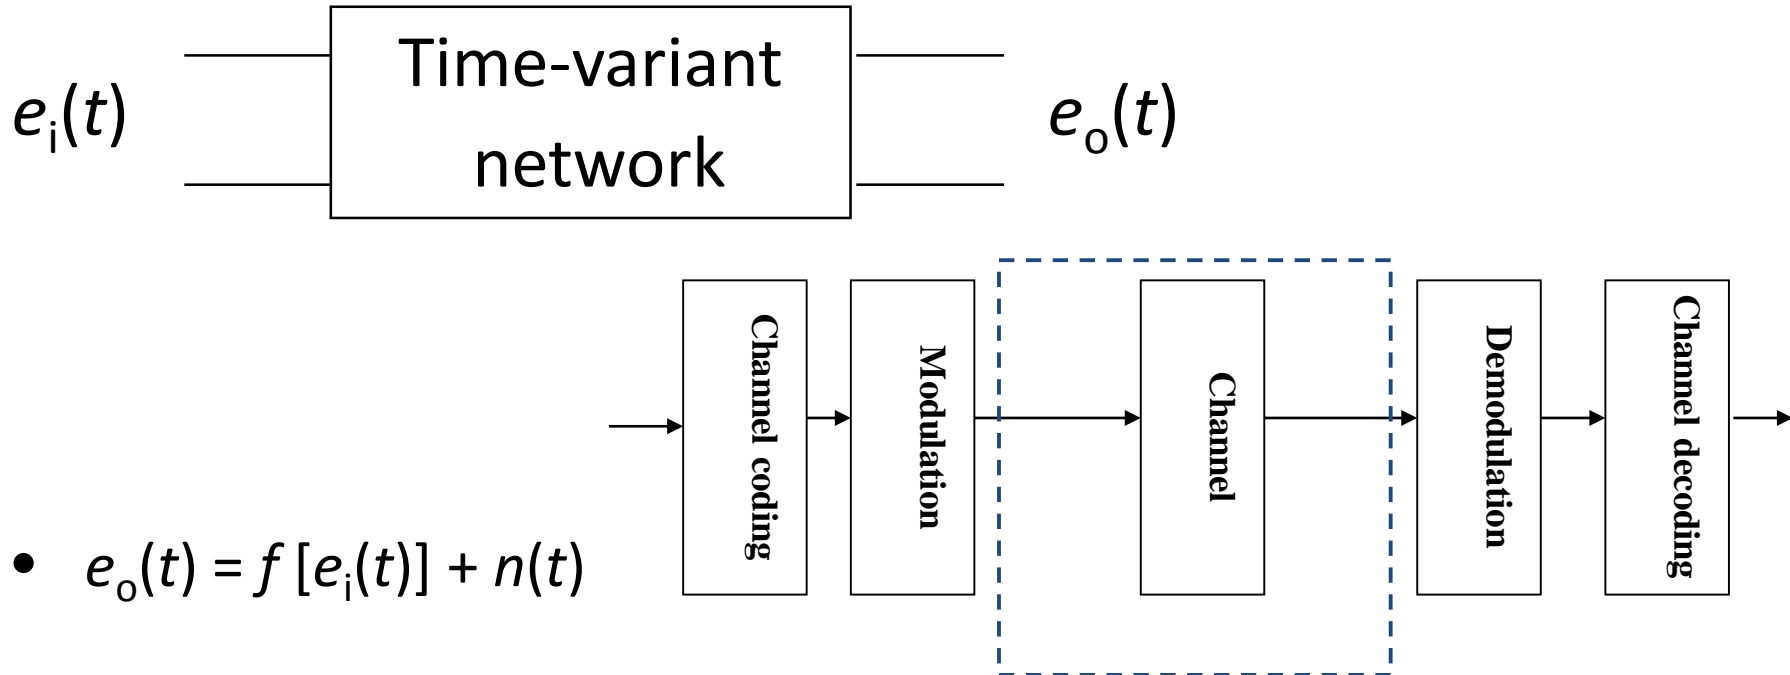 Time-variant
network
eᵢ(t)
eₒ(t)
Channel coding
Modulation
Channel
Demodulation
Channel decoding
• eₒ(t) = f [eᵢ(t)] + n(t)